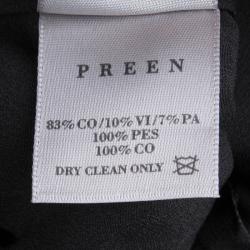 PREEN
83% CO/10% VI/7% PA
100% PES
100% CO
DRY CLEAN ONLY